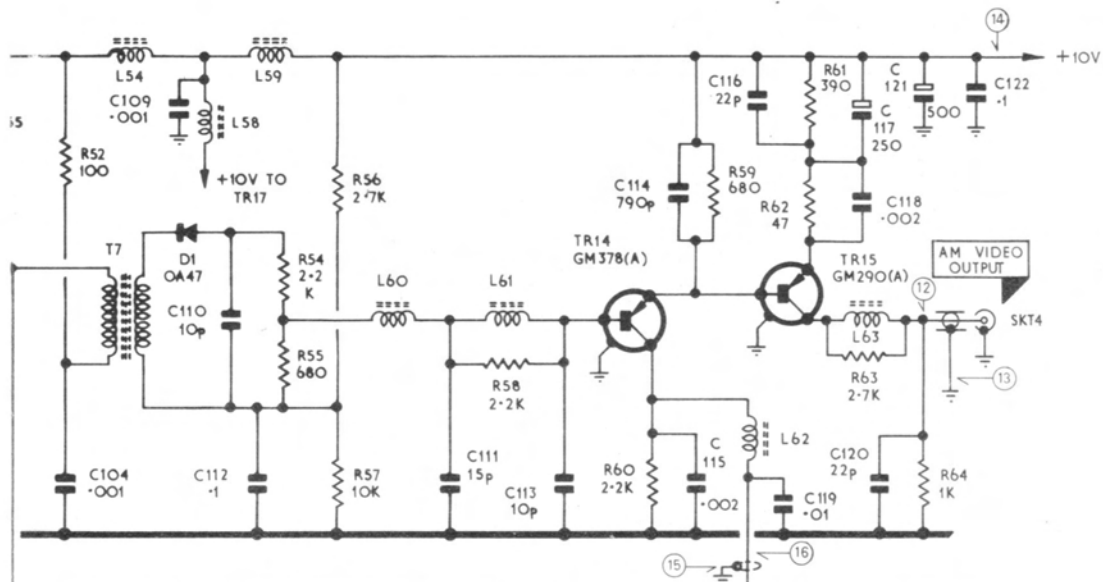 14
+10V
L54
L59
C109
·001
L58
+10V TO
TR17
R52
100
R56
2·7K
C116
22p
R61
390
C
117
250
C
121
500
C122
·1
C114
790p
R59
680
R62
47
C118
·002
T7
D1
OA47
C110
10p
R54
2·2
K
R55
680
L60
L61
R58
2·2K
TR14
GM378(A)
TR15
GM290(A)
AM VIDEO
OUTPUT
12
SKT4
13
L63
R63
2·7K
C104
·001
C112
·1
R57
10K
C111
15p
C113
10p
R60
2·2K
C
115
·002
L62
C119
·01
C120
22p
R64
1K
15
16